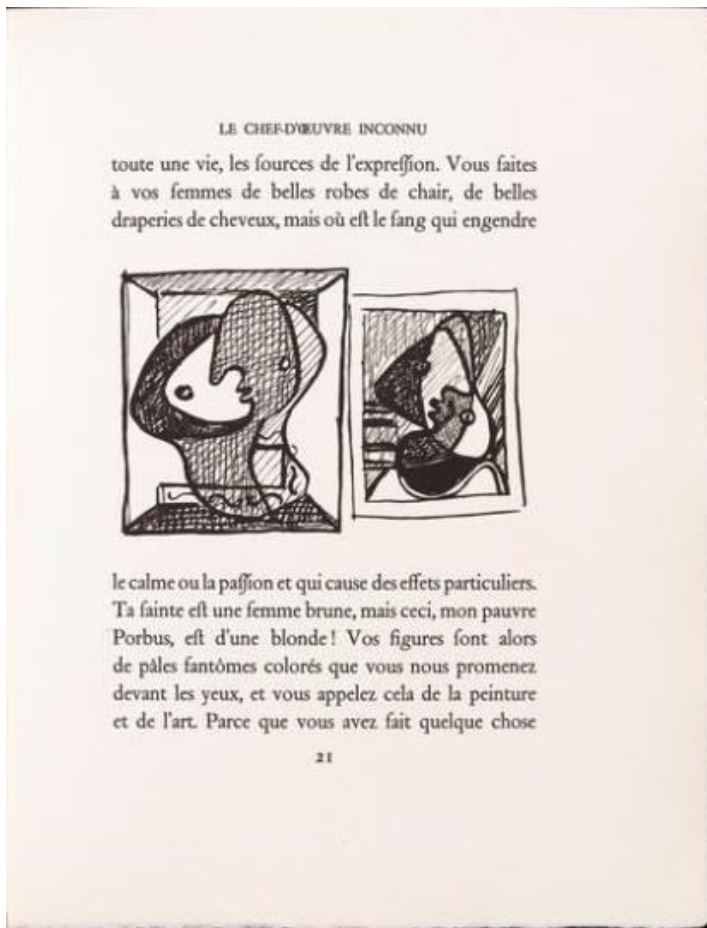 LE CHEF-D'ŒUVRE INCONNU
toute une vie, les ſources de l'expreſſion. Vous faites
à vos femmes de belles robes de chair, de belles
draperies de cheveux, mais où eſt le ſang qui engendre
le calme ou la paſſion et qui cauſe des effets particuliers.
Ta ſainte eſt une femme brune, mais ceci, mon pauvre
Porbus, eſt d'une blonde! Vos figures ſont alors
de pâles fantômes colorés que vous nous promenez
devant les yeux, et vous appelez cela de la peinture
et de l'art. Parce que vous avez fait quelque choſe
21